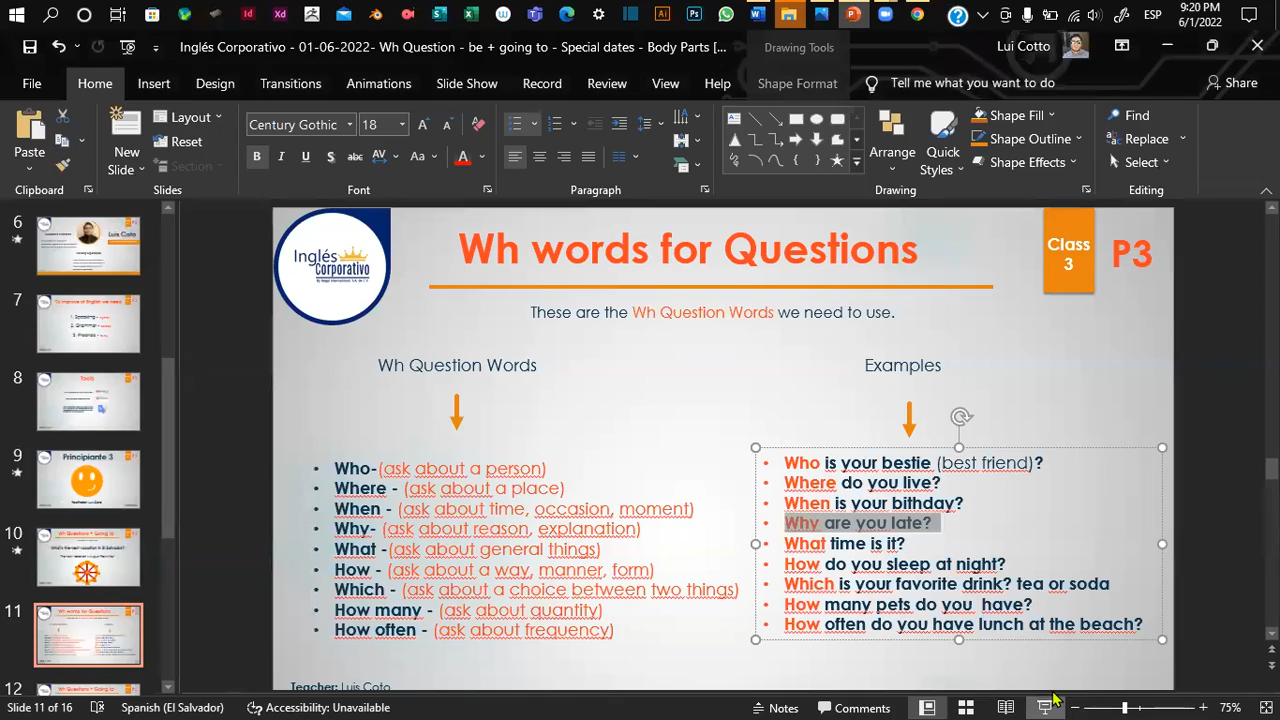 9:20 PM
ESP
6/1/2022
Inglés Corporativo - 01-06-2022- Wh Question - be + going to - Special dates - Body Parts [...
Drawing Tools
Lui Cotto
File
Home
Insert
Design
Transitions
Animations
Slide Show
Record
Review
View
Help
Shape Format
Tell me what you want to do
Share
Paste
Clipboard
New
Slide
Layout
Reset
Section
Slides
Century Gothic
18
Font
Paragraph
Arrange
Quick
Styles
Shape Fill
Shape Outline
Shape Effects
Drawing
Find
Replace
Select
Editing
6
7
8
9
10
11
12
Luis Coto
Tools
Principiante 3
Inglés
Corporativo
Wh words for Questions
Class
3
P3
These are the Wh Question Words we need to use.
Wh Question Words
Examples
Who-(ask about a person)
Where - (ask about a place)
When - (ask about time, occasion, moment)
Why- (ask about reason, explanation)
What -(ask about general things)
How - (ask about a way, manner, form)
Which - (ask about a choice between two things)
How many - (ask about quantity)
How often - (ask about frequency)
Who is your bestie (best friend)?
Where do you live?
When is your bithday?
Why are you late?
What time is it?
How do you sleep at night?
Which is your favorite drink? tea or soda
How many pets do you have?
How often do you have lunch at the beach?
Teacher: Luis Coto
Slide 11 of 16
Spanish (El Salvador)
Accessibility: Unavailable
Notes
Comments
75%